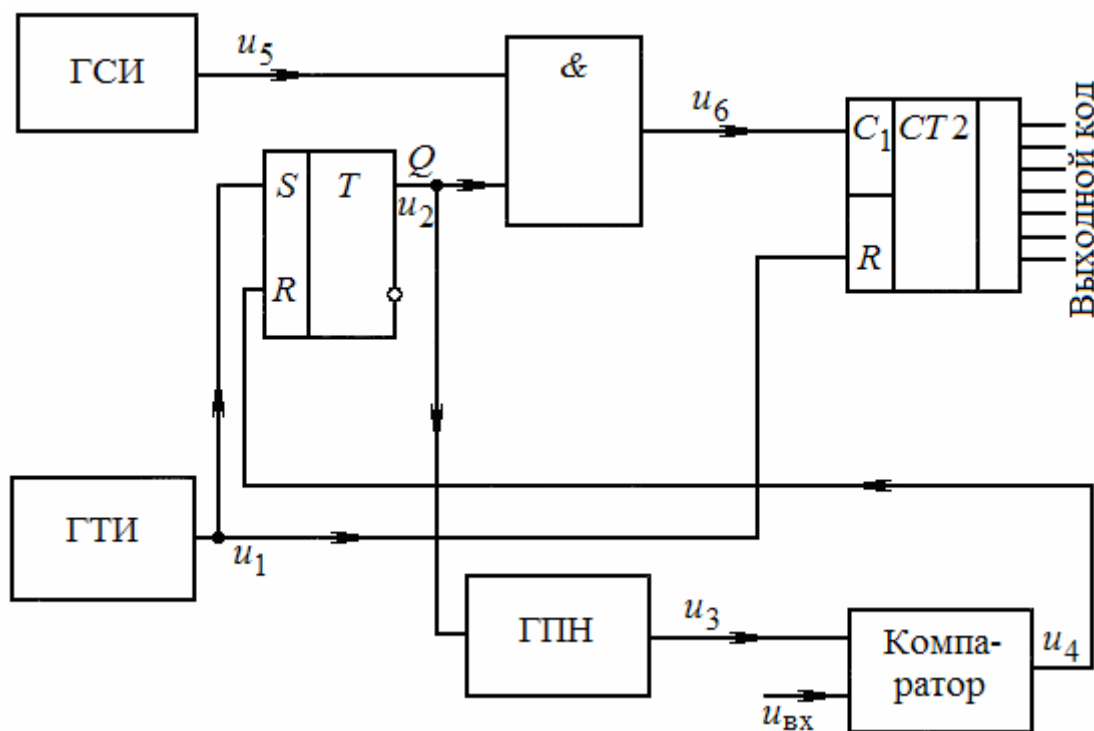 ГСИ
u5
&
u6
C1
CT 2
R
Выходной код
S
T
Q
u2
R
ГТИ
u1
ГПН
u3
Компа-
ратор
u4
uвх